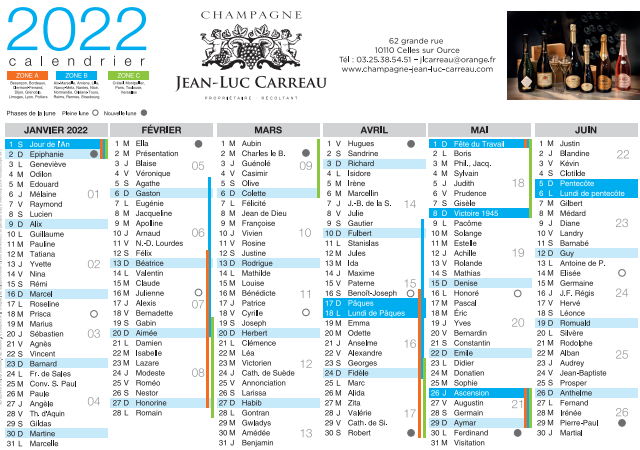 2022
calendrier
ZONE A
ZONE B
ZONE C
CHAMPAGNE
JEAN-LUC CARREAU
PROPRIÉTAIRE RÉCOLTANT
62 grande rue
10110 Celles sur Ource
Tél : 03.25.38.54.51 – jlcarreau@orange.fr
www.champagne-jean-luc-carreau.com
Phases de la lune Pleine lune Nouvelle lune
JANVIER 2022
1 S Jour de l'An
2 D Epiphanie
3 L Geneviève
4 M Odilon
5 M Edouard
6 J Mélaine 01
7 V Raymond
8 S Lucien
9 D Alix
10 L Guillaume
11 M Pauline
12 M Tatiana
13 J Yvette 02
14 V Nina
15 S Rémi
16 D Marcel
17 L Roseline
18 M Prisca
19 M Marius
20 J Sébastien 03
21 V Agnès
22 S Vincent
23 D Barnard
24 L Fr. de Sales
25 M Conv. S. Paul
26 M Paule
27 J Angèle 04
28 V Th. d'Aquin
29 S Gildas
30 D Martine
31 L Marcelle
FÉVRIER
1 M Ella
2 M Présentation
3 J Blaise 05
4 V Véronique
5 S Agathe
6 D Gaston
7 L Eugénie
8 M Jacqueline
9 M Apolline
10 J Arnaud 06
11 V N.-D. Lourdes
12 S Félix
13 D Béatrice
14 L Valentin
15 M Claude
16 M Julienne
17 J Alexis 07
18 V Bernadette
19 S Gabin
20 D Aimée
21 L Damien
22 M Isabelle
23 M Lazare
24 J Modeste 08
25 V Roméo
26 S Nestor
27 D Honorine
28 L Romain
MARS
1 M Aubin
2 M Charles le B.
3 J Guénolé 09
4 V Casimir
5 S Olive
6 D Colette
7 L Félicité
8 M Jean de Dieu
9 M Françoise
10 J Vivien 10
11 V Rosine
12 S Justine
13 D Rodrigue
14 L Mathilde
15 M Louise
16 M Bénédicte 11
17 J Patrice
18 V Cyrille
19 S Joseph
20 D Herbert
21 L Clémence
22 M Léa
23 M Victorien 12
24 J Cath. de Suède
25 V Annonciation
26 S Larissa
27 D Habib
28 L Gontran
29 M Gwladys
30 M Amédée 13
31 J Benjamin
AVRIL
1 V Hugues
2 S Sandrine
3 D Richard
4 L Isidore
5 M Irène
6 M Marcellin
7 J J.-B. de la S. 14
8 V Julie
9 S Gautier
10 D Fulbert
11 L Stanislas
12 M Jules
13 M Ida
14 J Maxime
15 V Paterne 15
16 S Benoît-Joseph
17 D Pâques
18 L Lundi de Pâques
19 M Emma
20 M Odette
21 J Anselme 16
22 V Alexandre
23 S Georges
24 D Fidèle
25 L Marc
26 M Alida
27 M Zita
28 J Valérie 17
29 V Cath. de Si.
30 S Robert
MAI
1 D Fête du Travail
2 L Boris
3 M Phil., Jacq.
4 M Sylvain
5 J Judith 18
6 V Prudence
7 S Gisèle
8 D Victoire 1945
9 L Pacôme
10 M Solange
11 M Estelle
12 J Achille 19
13 V Rolande
14 S Mathias
15 D Denise
16 L Honoré
17 M Pascal
18 M Éric
19 J Yves 20
20 V Bernardin
21 S Constantin
22 D Emile
23 L Didier
24 M Donatien
25 M Sophie
26 J Ascension
27 V Augustin 21
28 S Germain
29 D Aymar
30 L Ferdinand
31 M Visitation
JUIN
1 M Justin
2 J Blandine 22
3 V Kévin
4 S Clotilde
5 D Pentecôte
6 L Lundi de pentecôte
7 M Gilbert
8 M Médard
9 J Diane 23
10 V Landry
11 S Barnabé
12 D Guy
13 L Antoine de P.
14 M Elisée
15 M Germaine
16 J J.F. Régis 24
17 V Hervé
18 S Léonce
19 D Romuald
20 L Silvère
21 M Rodolphe
22 M Alban 25
23 J Audrey
24 V Jean-Baptiste
25 S Prosper
26 D Anthelme
27 L Fernand
28 M Irénée 26
29 M Pierre-Paul
30 J Martial